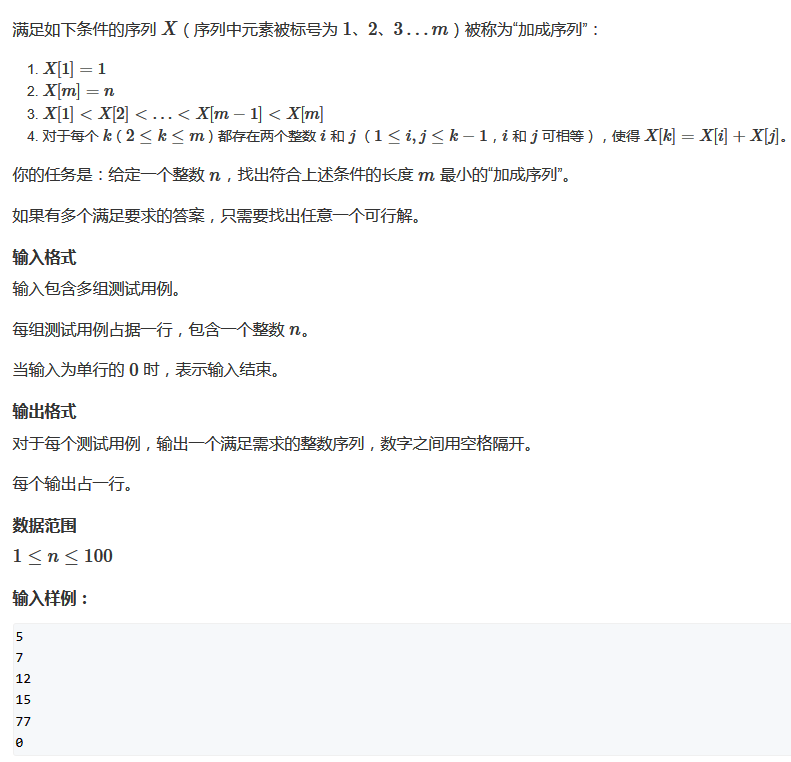 满足如下条件的序列 X（序列中元素被标号为 1、2、3…m）被称为“加成序列”：
1. X[1] = 1
2. X[m] = n
3. X[1] < X[2] < … < X[m − 1] < X[m]
4. 对于每个 k（2 ≤ k ≤ m）都存在两个整数 i 和 j（1 ≤ i, j ≤ k − 1，i 和 j 可相等），使得 X[k] = X[i] + X[j]。
你的任务是：给定一个整数 n，找出符合上述条件的长度 m 最小的“加成序列”。
如果有多个满足要求的答案，只需要找出任意一个可行解。
输入格式
输入包含多组测试用例。
每组测试用例占据一行，包含一个整数 n。
当输入为单行的 0 时，表示输入结束。
输出格式
对于每个测试用例，输出一个满足需求的整数序列，数字之间用空格隔开。
每个输出占一行。
数据范围
1 ≤ n ≤ 100
输入样例：
5
7
12
15
77
0